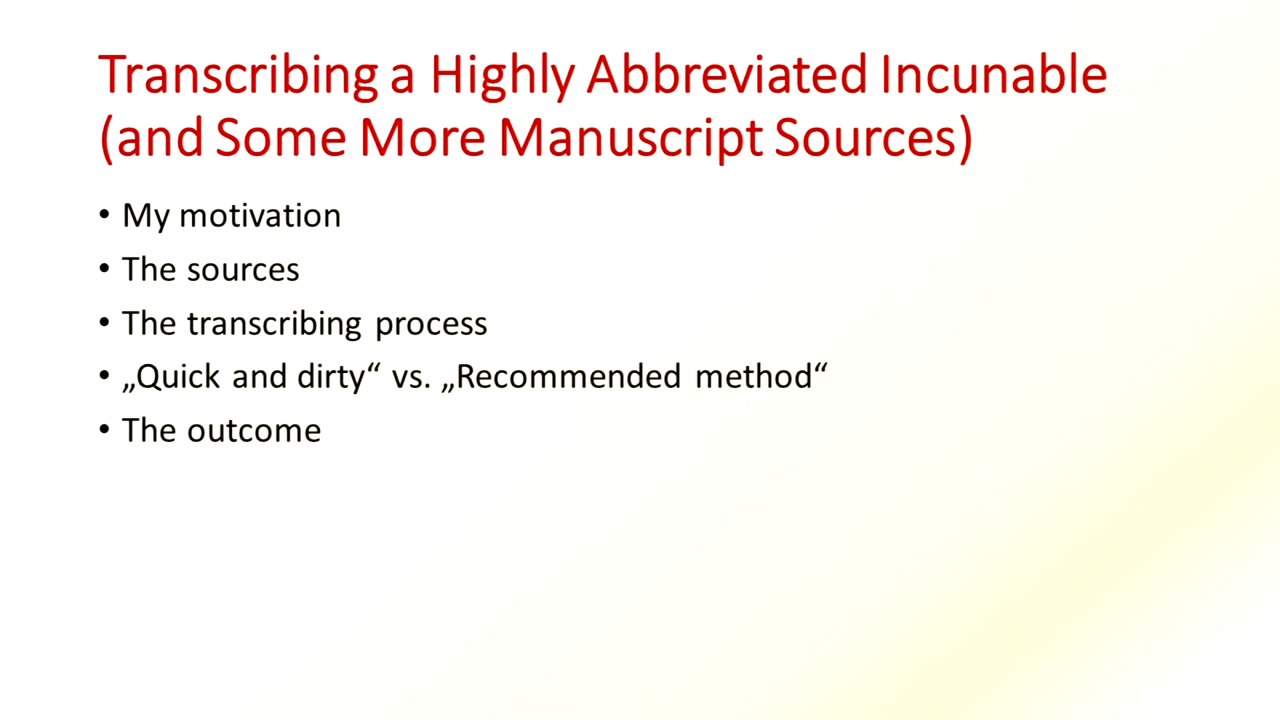 Transcribing a Highly Abbreviated Incunable
(and Some More Manuscript Sources)
• My motivation
• The sources
• The transcribing process
• „Quick and dirty“ vs. „Recommended method“
• The outcome